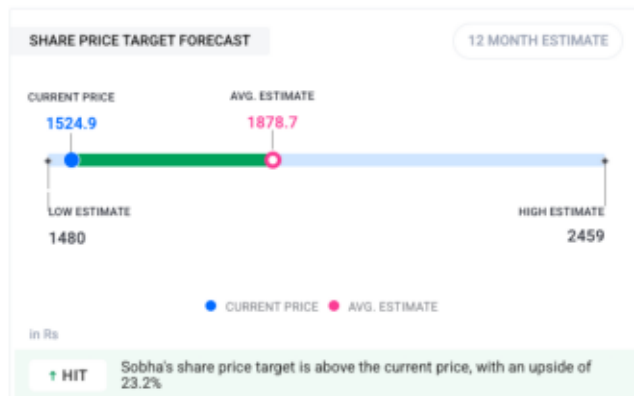 SHARE PRICE TARGET FORECAST
12 MONTH ESTIMATE
CURRENT PRICE
AVG. ESTIMATE
1524.9
1878.7
LOW ESTIMATE
HIGH ESTIMATE
1480
2459
CURRENT PRICE
AVG. ESTIMATE
in Rs
↑ HIT
Sobha's share price target is above the current price, with an upside of
23.2%